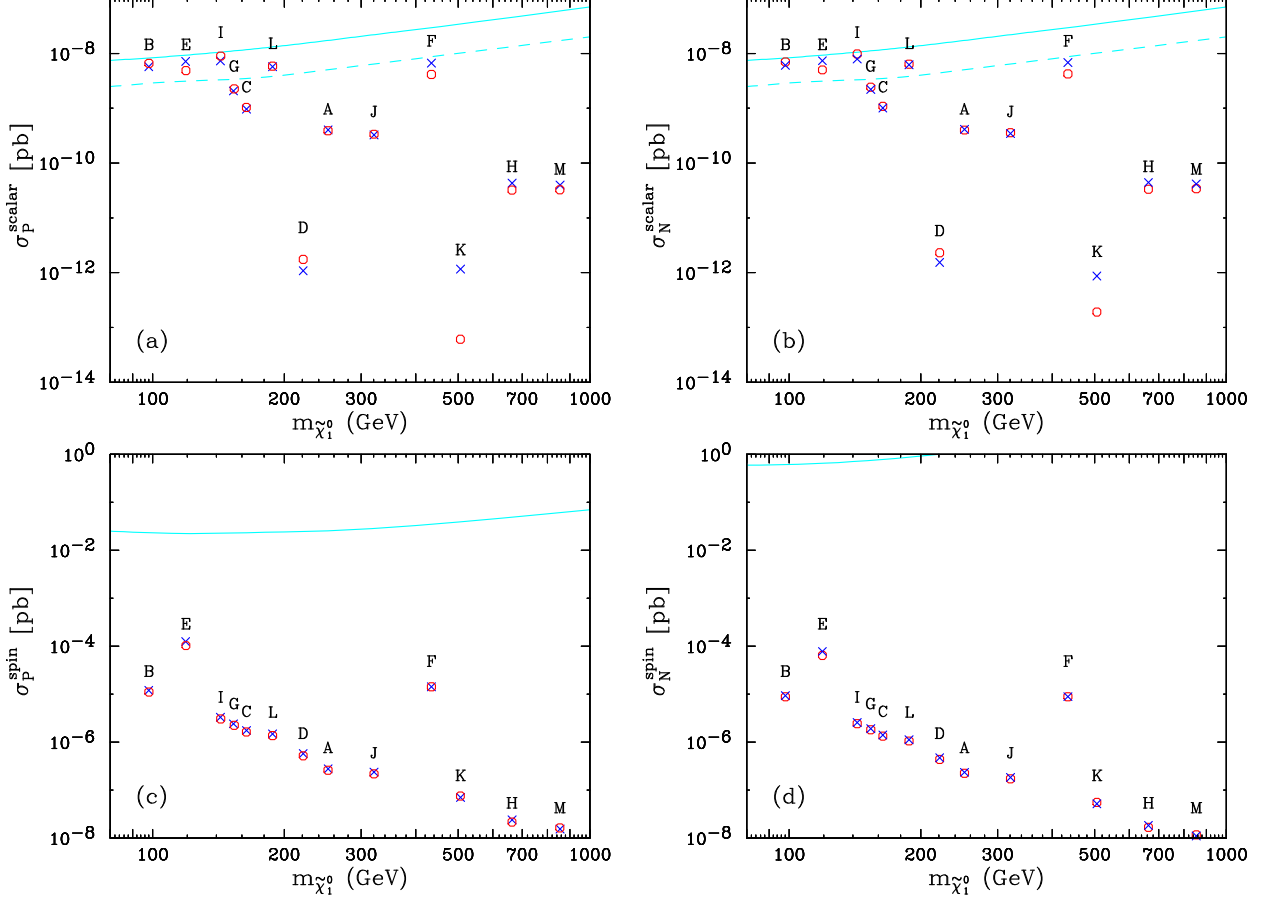 B E I L F
G
C
A J
H M
D
K
(a)
10^-8
10^-10
10^-12
10^-14
σ_P^scalar [pb]
100 200 300 500 700 1000
m_χ̃₁⁰ (GeV)
B E I L F
G
C
A J
H M
D
K
(b)
10^-8
10^-10
10^-12
10^-14
σ_N^scalar [pb]
100 200 300 500 700 1000
m_χ̃₁⁰ (GeV)
E
B F
I G C L
D A J
K
H M
(c)
10^0
10^-2
10^-4
10^-6
10^-8
σ_P^spin [pb]
100 200 300 500 700 1000
m_χ̃₁⁰ (GeV)
E
B F
I G C L
D A J
K
H M
(d)
10^0
10^-2
10^-4
10^-6
10^-8
σ_N^spin [pb]
100 200 300 500 700 1000
m_χ̃₁⁰ (GeV)